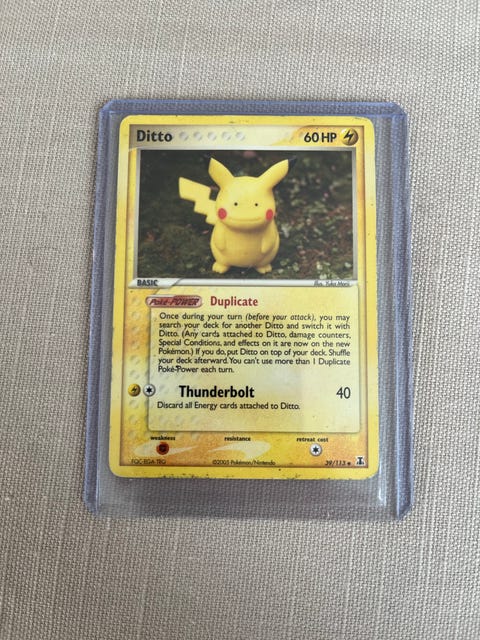 Ditto 60 HP
BASIC Illus. Yuka Morii
Poké-POWER Duplicate
Once during your turn (before your attack), you may
search your deck for another Ditto and switch it with
Ditto. (Any cards attached to Ditto, damage counters,
Special Conditions, and effects on it are now on the new
Pokémon.) If you do, put Ditto on top of your deck. Shuffle
your deck afterward. You can't use more than 1 Duplicate
Poké-Power each turn.
Thunderbolt 40
Discard all Energy cards attached to Ditto.
weakness resistance retreat cost
©2005 Pokémon/Nintendo 39/113